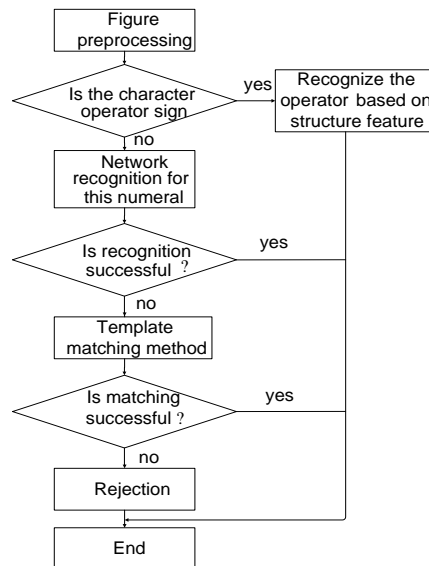 Figure
preprocessing
Is the character
operator sign
yes
Recognize the
operator based on
structure feature
no
Network
recognition for
this numeral
Is recognition
successful ?
yes
no
Template
matching method
Is matching
successful ?
yes
no
Rejection
End